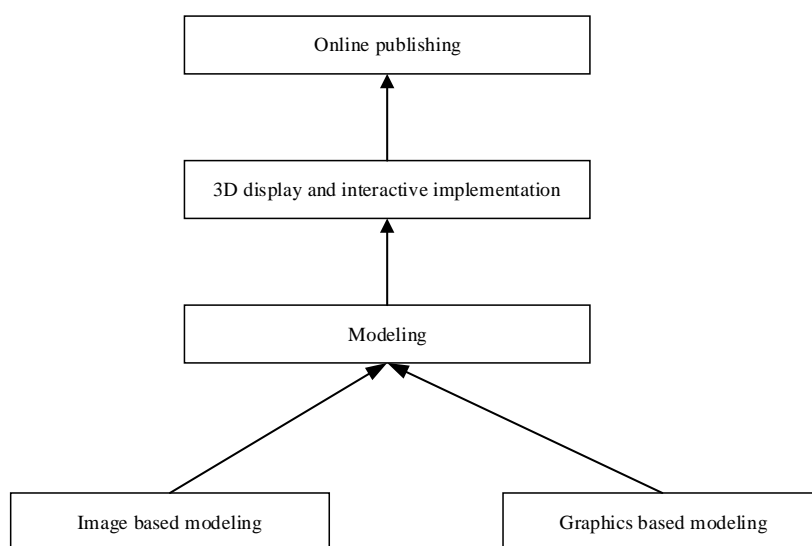 Online publishing
3D display and interactive implementation
Modeling
Image based modeling
Graphics based modeling